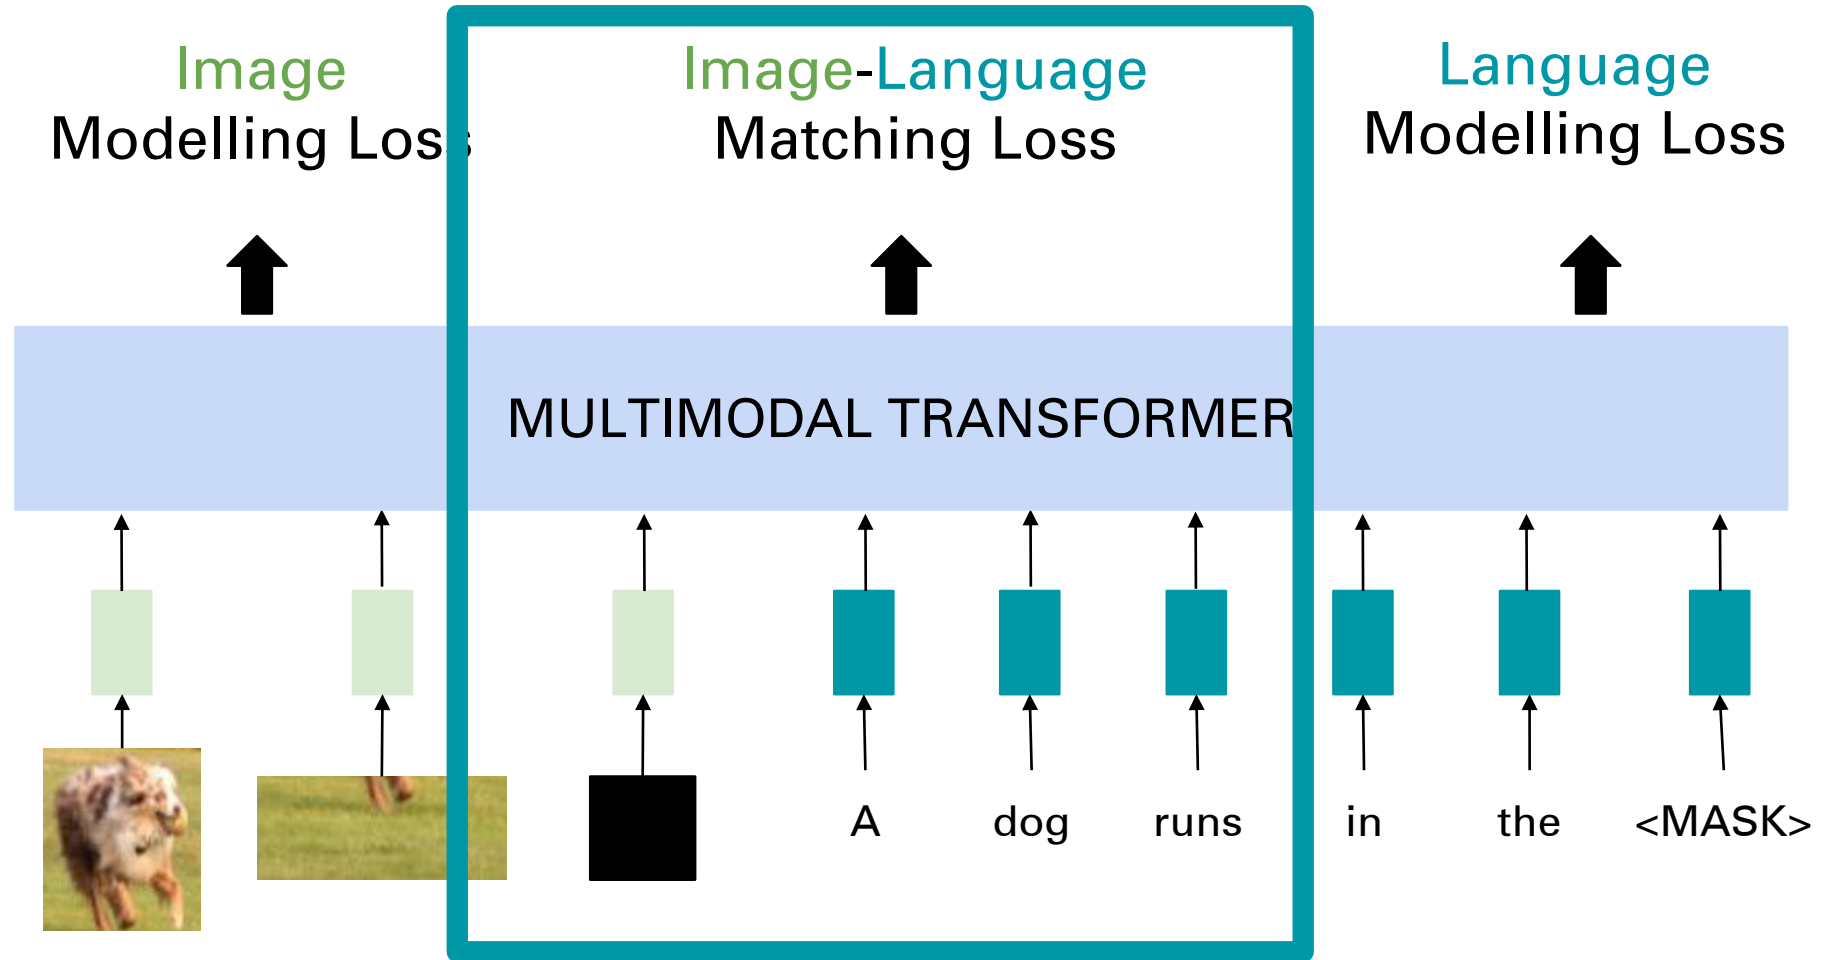 Image
Modelling Loss
Image-Language
Matching Loss
Language
Modelling Loss
MULTIMODAL TRANSFORMER
A dog runs in the <MASK>